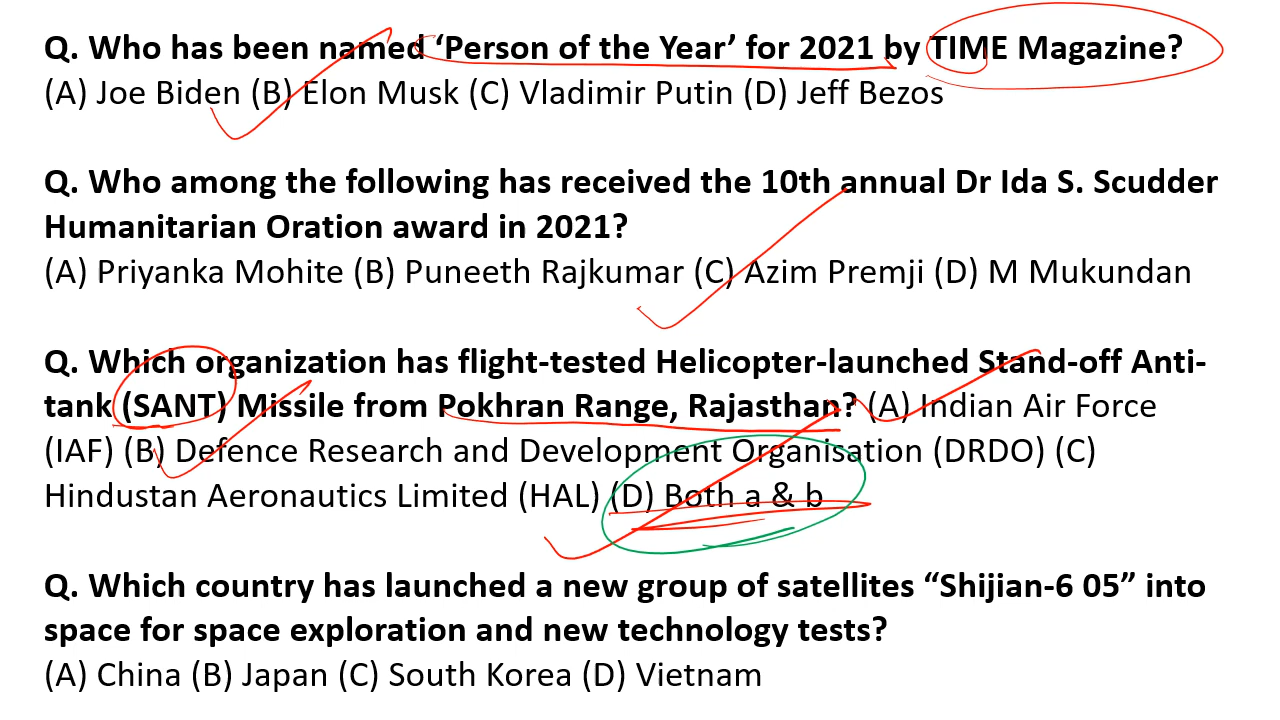 Q. Who has been named ‘Person of the Year’ for 2021 by TIME Magazine?
(A) Joe Biden (B) Elon Musk (C) Vladimir Putin (D) Jeff Bezos
Q. Who among the following has received the 10th annual Dr Ida S. Scudder
Humanitarian Oration award in 2021?
(A) Priyanka Mohite (B) Puneeth Rajkumar (C) Azim Premji (D) M Mukundan
Q. Which organization has flight-tested Helicopter-launched Stand-off Anti-
tank (SANT) Missile from Pokhran Range, Rajasthan? (A) Indian Air Force
(IAF) (B) Defence Research and Development Organisation (DRDO) (C)
Hindustan Aeronautics Limited (HAL) (D) Both a & b
Q. Which country has launched a new group of satellites “Shijian-6 05” into
space for space exploration and new technology tests?
(A) China (B) Japan (C) South Korea (D) Vietnam